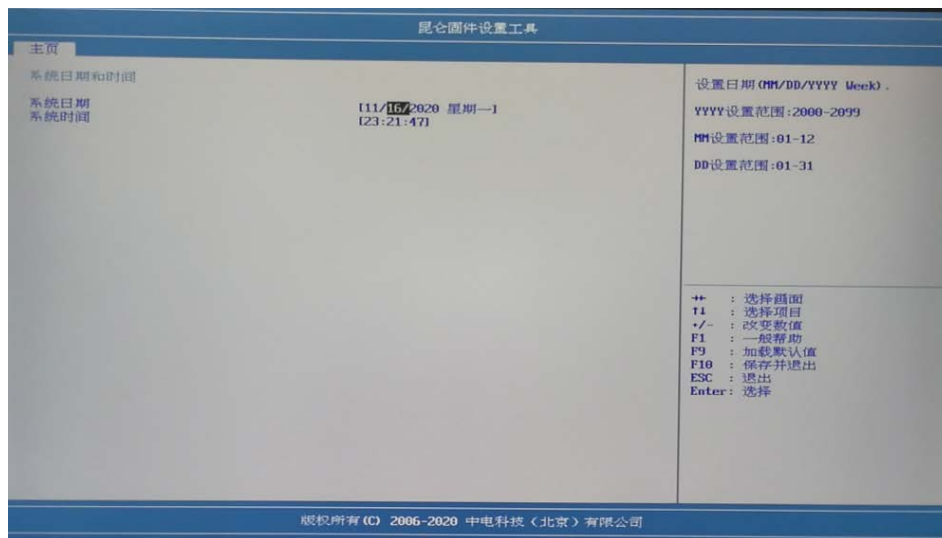 昆仑固件设置工具
主页
系统日期和时间
系统日期 [11/16/2020 星期一]
系统时间 [23:21:47]
设置日期(MM/DD/YYYY Week).
YYYY设置范围:2000-2099
MM设置范围:01-12
DD设置范围:01-31
→← : 选择画面
↑↓ : 选择项目
+/- : 改变数值
F1 : 一般帮助
F9 : 加载默认值
F10 : 保存并退出
ESC : 退出
Enter: 选择
版权所有(C) 2006-2020 中电科技(北京)有限公司